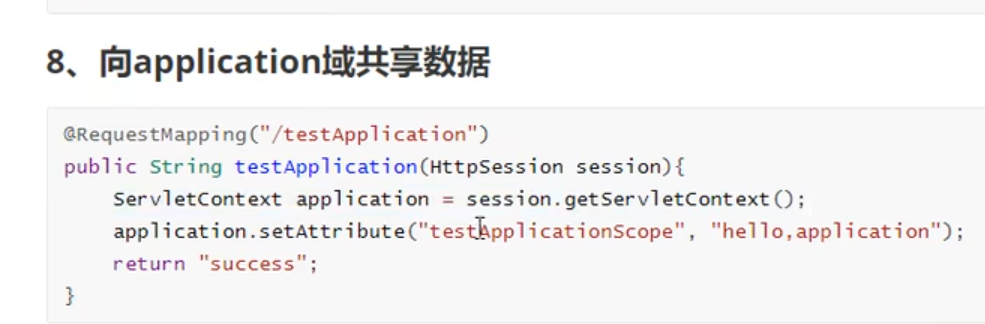 8、向application域共享数据
@RequestMapping("/testApplication")
public String testApplication(HttpSession session){
    ServletContext application = session.getServletContext();
    application.setAttribute("testApplicationScope", "hello,application");
    return "success";
}